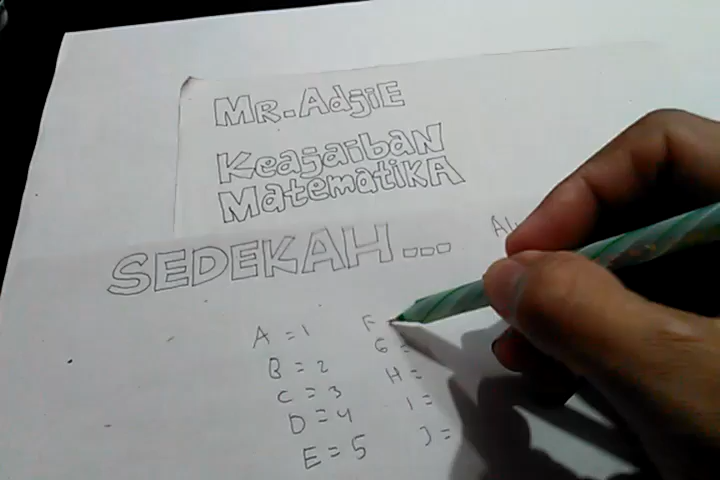 MR. AdjiE
Keajaiban
MatematikA
SEDEKAH...
A = 1
B = 2
C = 3
D = 4
E = 5
F
G =
H =
I =
J =